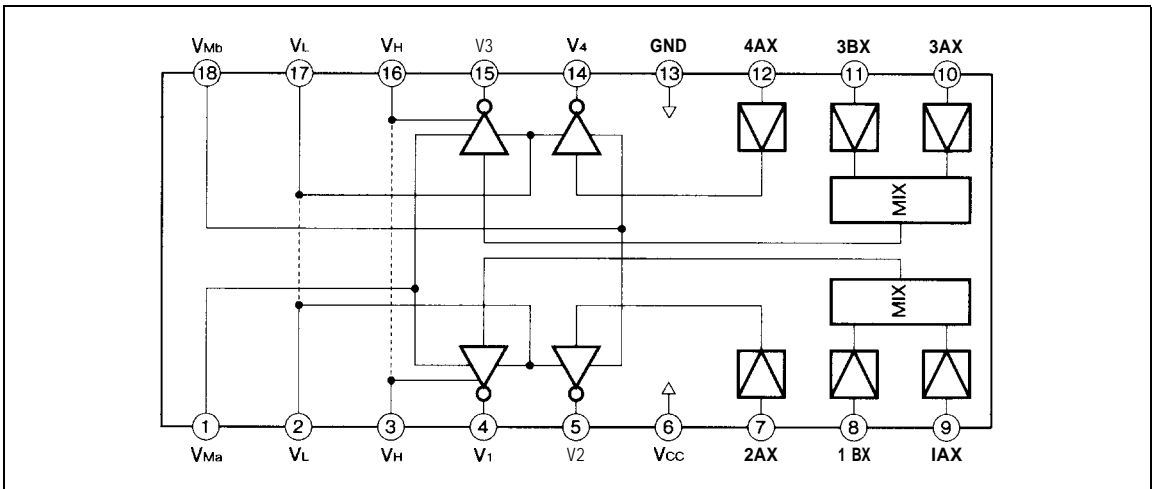 VMb VL VH V3 V4 GND 4AX 3BX 3AX
18 17 16 15 14 13 12 11 10
MIX
MIX
1 2 3 4 5 6 7 8 9
VMa VL VH V1 V2 VCC 2AX 1 BX IAX